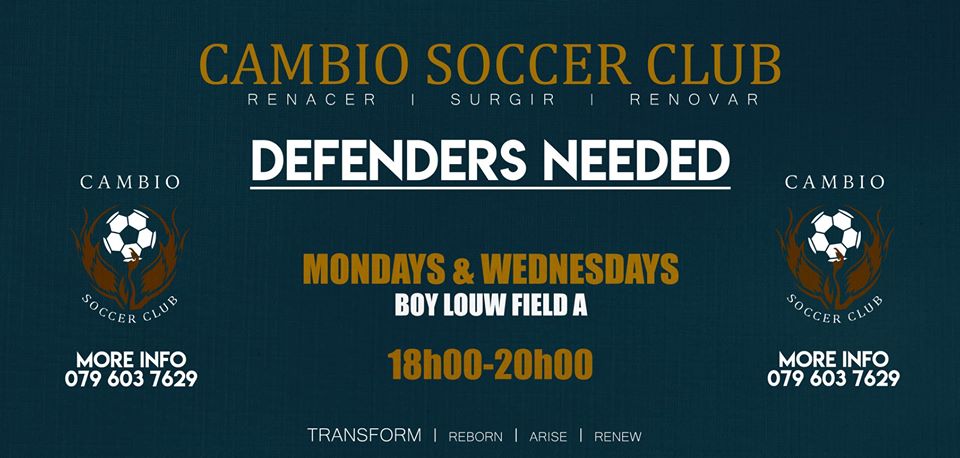 CAMBIO SOCCER CLUB
RENACER | SURGIR | RENOVAR
DEFENDERS NEEDED
CAMBIO
SOCCER CLUB
MORE INFO
079 603 7629
MONDAYS & WEDNESDAYS
BOY LOUW FIELD A
18h00-20h00
CAMBIO
SOCCER CLUB
MORE INFO
079 603 7629
TRANSFORM | REBORN | ARISE | RENEW